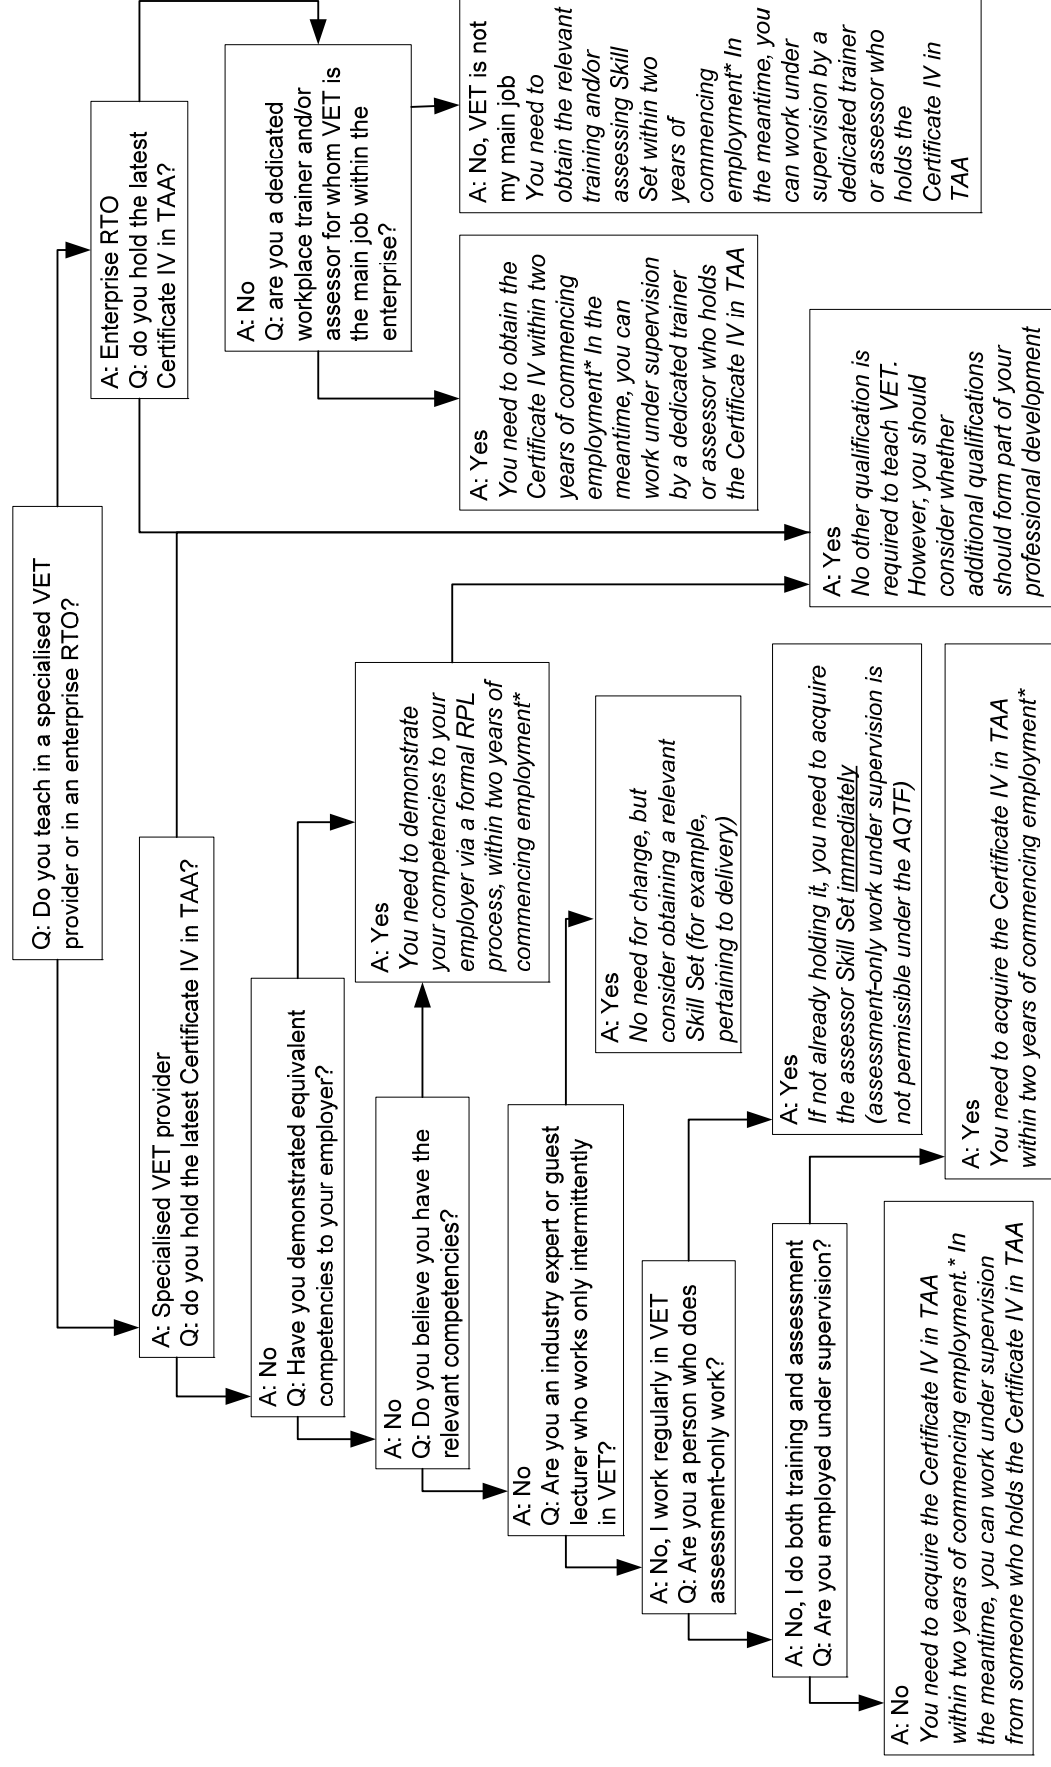 Q: Do you teach in a specialised VET
provider or in an enterprise RTO?
A: Specialised VET provider
Q: do you hold the latest Certificate IV in TAA?
A: Enterprise RTO
Q: do you hold the latest
Certificate IV in TAA?
A: No
Q: Have you demonstrated equivalent
competencies to your employer?
A: No
Q: are you a dedicated
workplace trainer and/or
assessor for whom VET is
the main job within the
enterprise?
A: No
Q: Do you believe you have the
relevant competencies?
A: Yes
You need to demonstrate
your competencies to your
employer via a formal RPL
process, within two years of
commencing employment*
A: Yes
You need to obtain the
Certificate IV within two
years of commencing
employment* In the
meantime, you can
work under supervision
by a dedicated trainer
or assessor who holds
the Certificate IV in TAA
A: No, VET is not
my main job
You need to
obtain the relevant
training and/or
assessing Skill
Set within two
years of
commencing
employment* In
the meantime, you
can work under
supervision by a
dedicated trainer
or assessor who
holds the
Certificate IV in
TAA
A: No
Q: Are you an industry expert or guest
lecturer who works only intermittently
in VET?
A: Yes
No need for change, but
consider obtaining a relevant
Skill Set (for example,
pertaining to delivery)
A: No, I work regularly in VET
Q: Are you a person who does
assessment-only work?
A: Yes
If not already holding it, you need to acquire
the assessor Skill Set immediately
(assessment-only work under supervision is
not permissible under the AQTF)
A: Yes
No other qualification is
required to teach VET.
However, you should
consider whether
additional qualifications
should form part of your
professional development
A: No, I do both training and assessment
Q: Are you employed under supervision?
A: No
You need to acquire the Certificate IV in TAA
within two years of commencing employment.* In
the meantime, you can work under supervision
from someone who holds the Certificate IV in TAA
A: Yes
You need to acquire the Certificate IV in TAA
within two years of commencing employment*